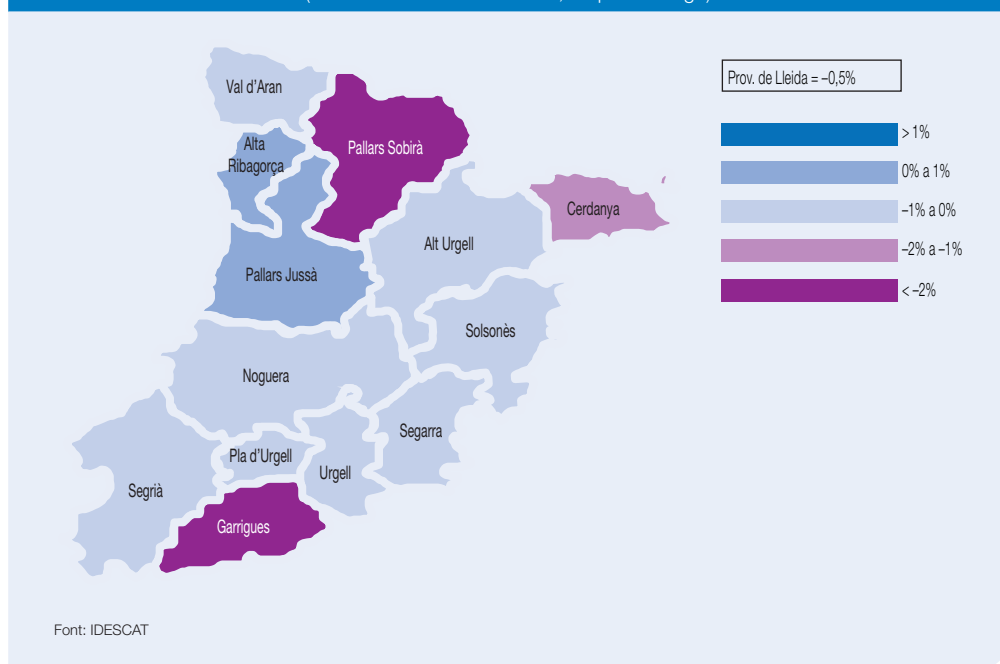 Prov. de Lleida = –0,5%
> 1%
0% a 1%
–1% a 0%
–2% a –1%
< –2%
Val d'Aran
Alta
Ribagorça
Pallars Sobirà
Cerdanya
Alt Urgell
Pallars Jussà
Solsonès
Noguera
Segarra
Pla d'Urgell
Urgell
Segrià
Garrigues
Font: IDESCAT